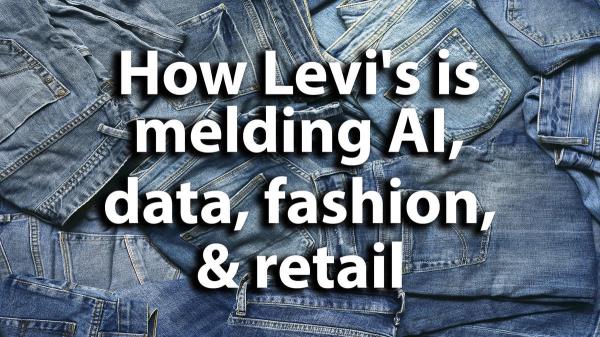 How Levi's is
melding AI,
data, fashion,
& retail